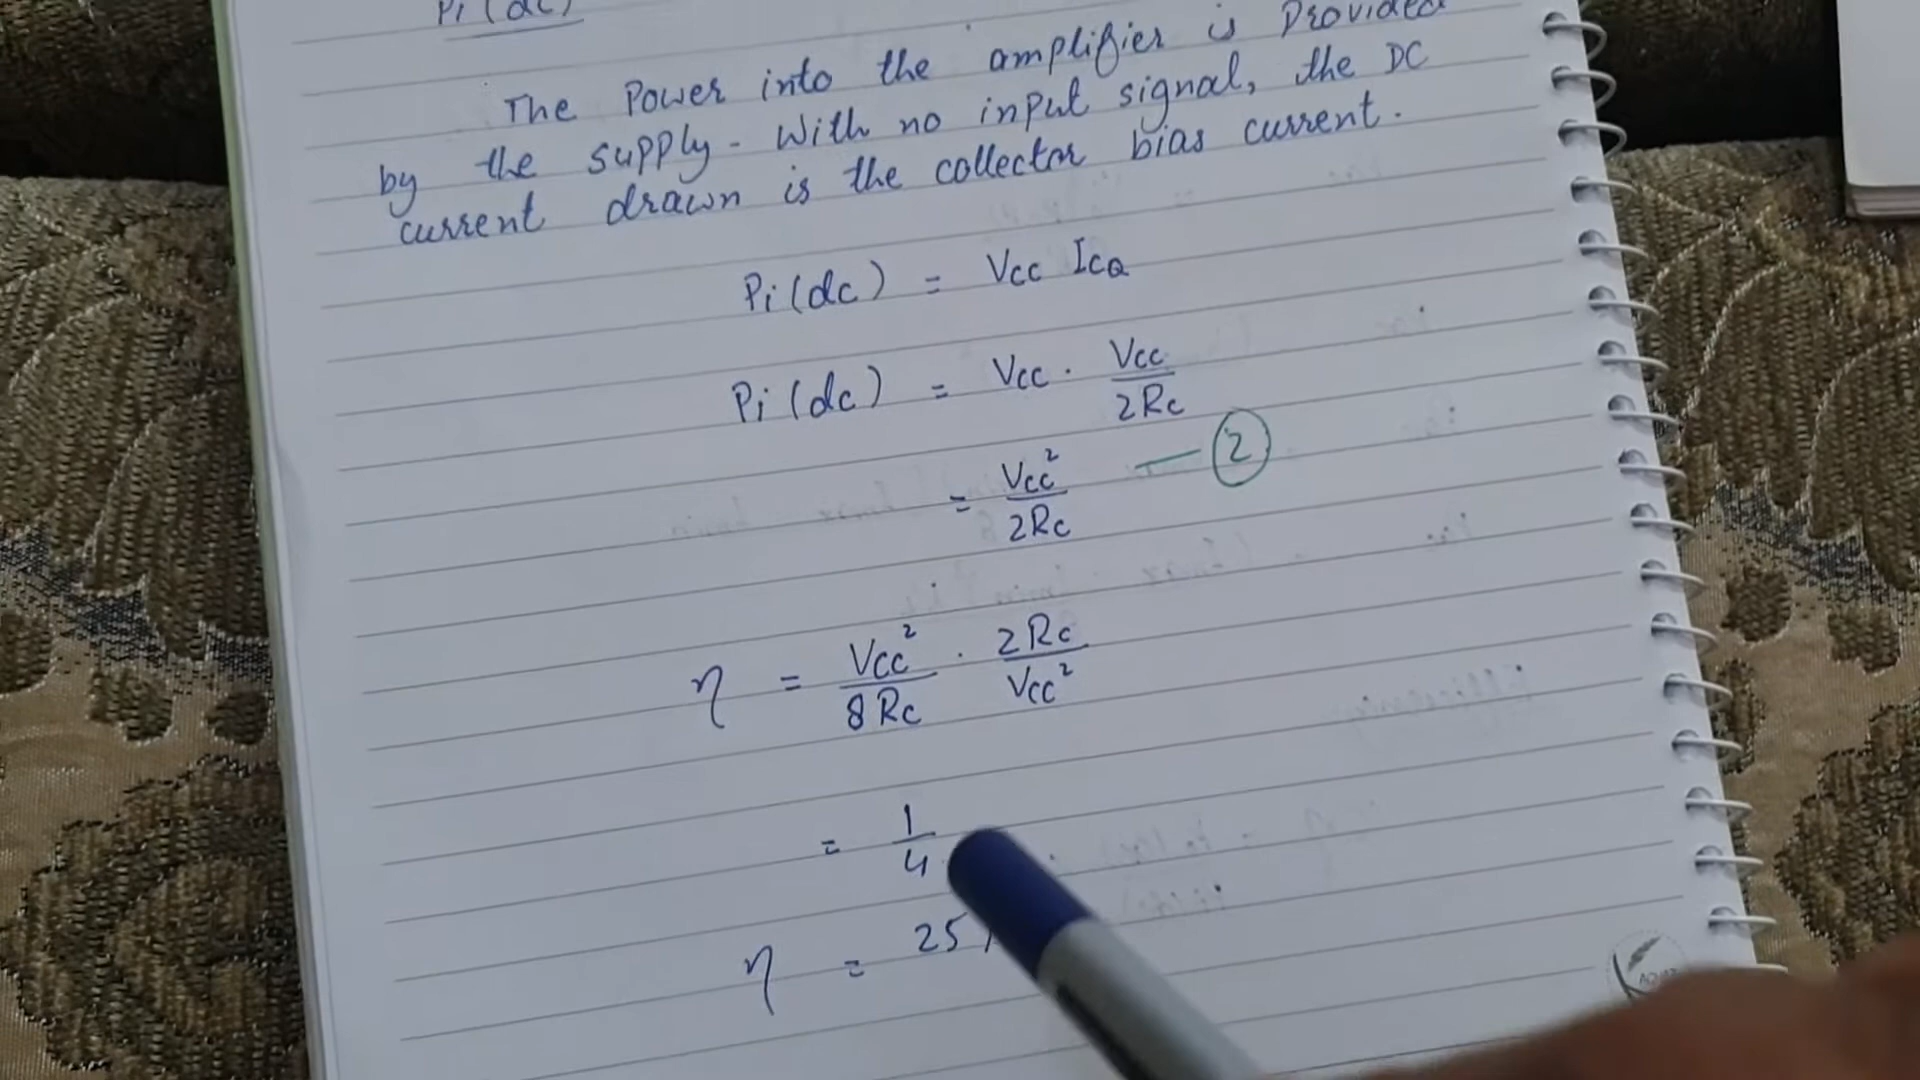 Pi (dc)
The Power into the amplifier is Provided
by the supply. With no input signal, the DC
current drawn is the collector bias current.
Pi (dc) = Vcc IcQ
Pi (dc) = Vcc . Vcc / 2Rc
= Vcc² / 2Rc — 2
η = Vcc² / 8Rc . 2Rc / Vcc²
= 1 / 4
η = 25